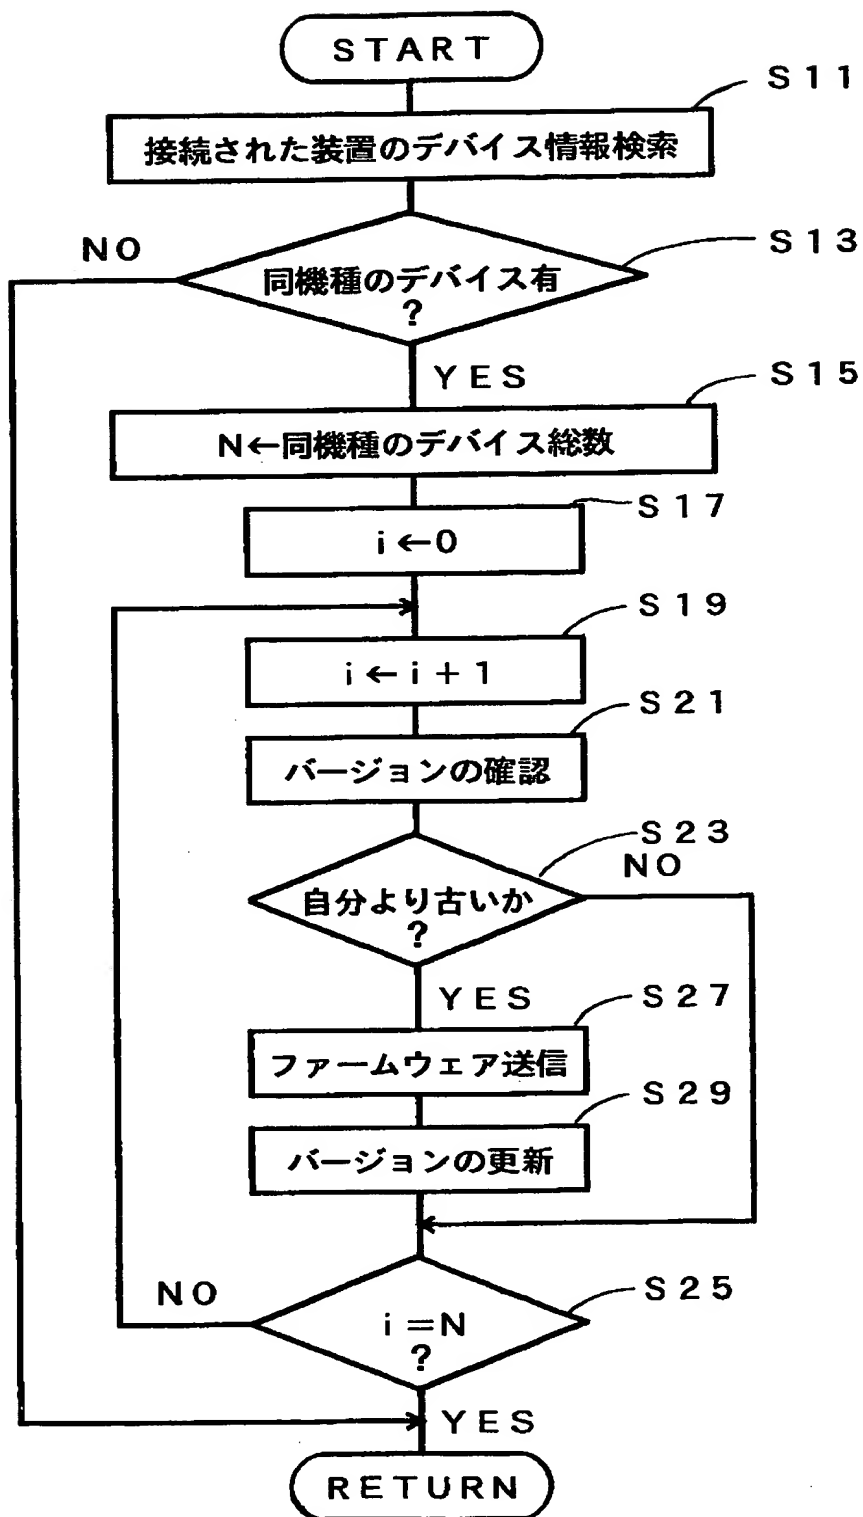 START
S11
接続された装置のデバイス情報検索
NO
S13
同機種のデバイス有
?
YES
S15
N←同機種のデバイス総数
S17
i←0
S19
i←i+1
S21
バージョンの確認
S23
NO
自分より古いか
?
YES
S27
ファームウェア送信
S29
バージョンの更新
NO
S25
i=N
?
YES
RETURN